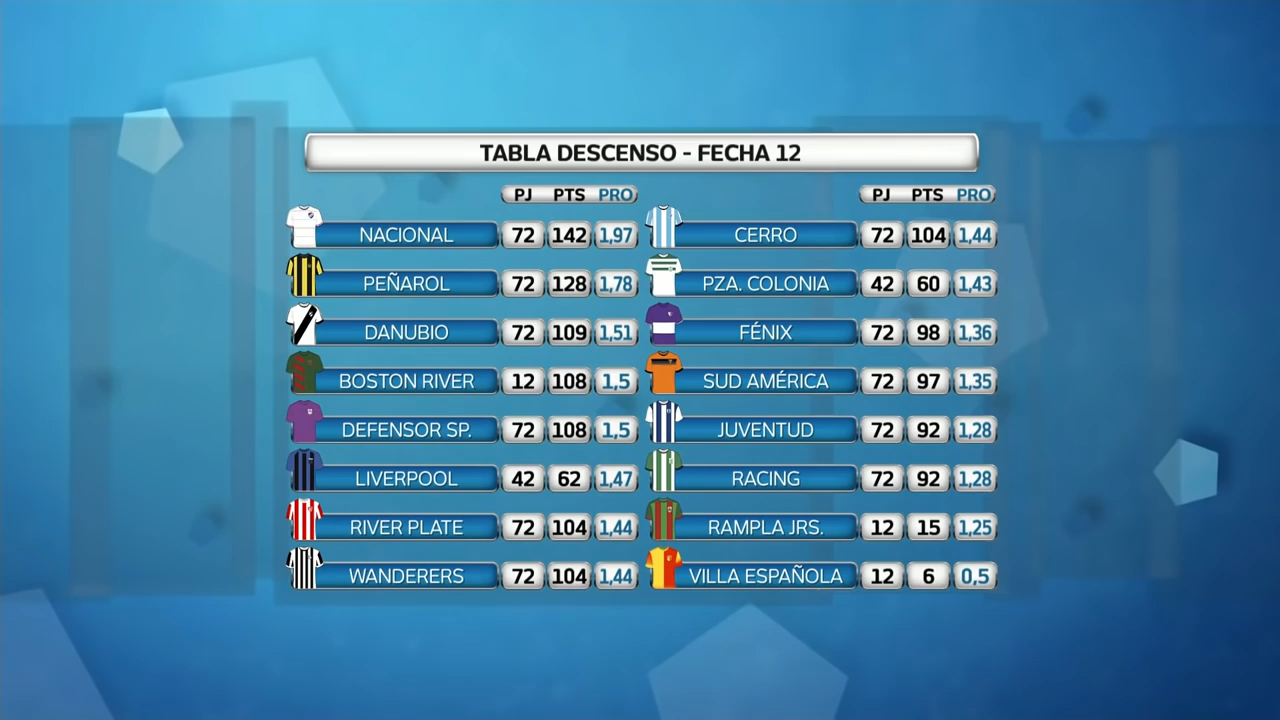 TABLA DESCENSO - FECHA 12
PJ PTS PRO
NACIONAL 72 142 1,97
PEÑAROL 72 128 1,78
DANUBIO 72 109 1,51
BOSTON RIVER 12 108 1,5
DEFENSOR SP. 72 108 1,5
LIVERPOOL 42 62 1,47
RIVER PLATE 72 104 1,44
WANDERERS 72 104 1,44
PJ PTS PRO
CERRO 72 104 1,44
PZA. COLONIA 42 60 1,43
FÉNIX 72 98 1,36
SUD AMÉRICA 72 97 1,35
JUVENTUD 72 92 1,28
RACING 72 92 1,28
RAMPLA JRS. 12 15 1,25
VILLA ESPAÑOLA 12 6 0,5